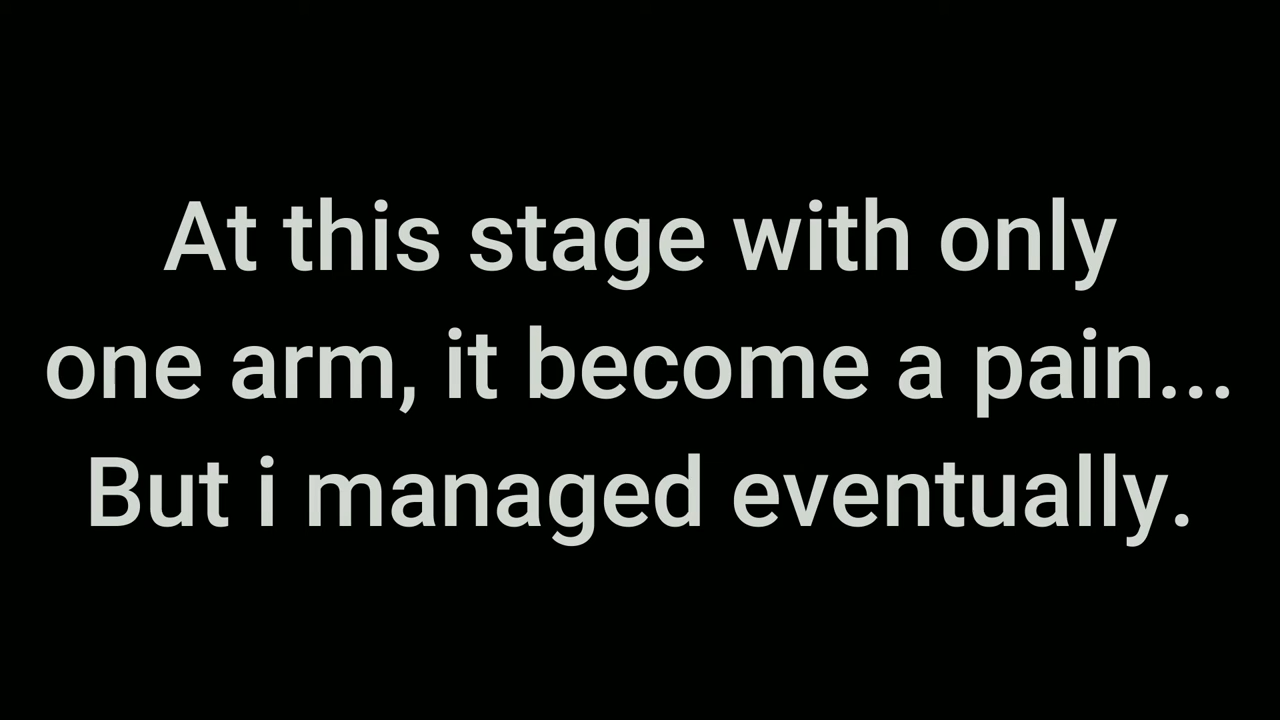 At this stage with only
one arm, it become a pain...
But i managed eventually.